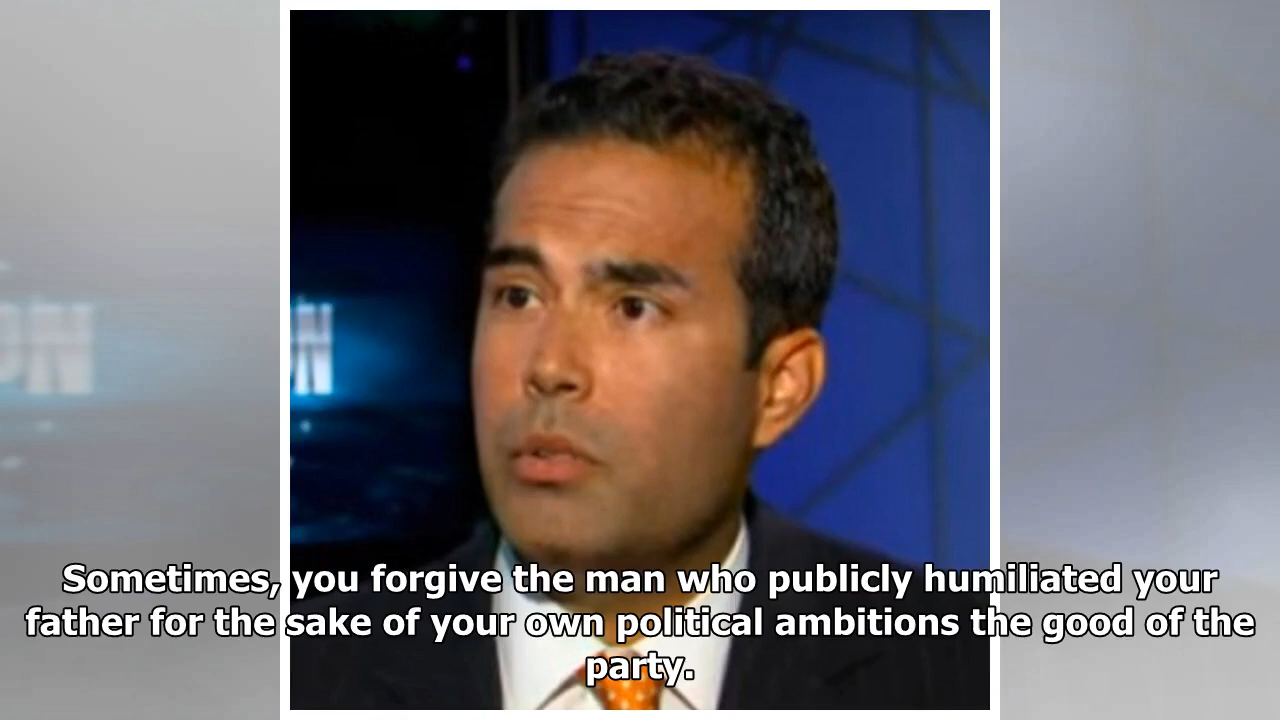 Sometimes, you forgive the man who publicly humiliated your
father for the sake of your own political ambitions the good of the
party.